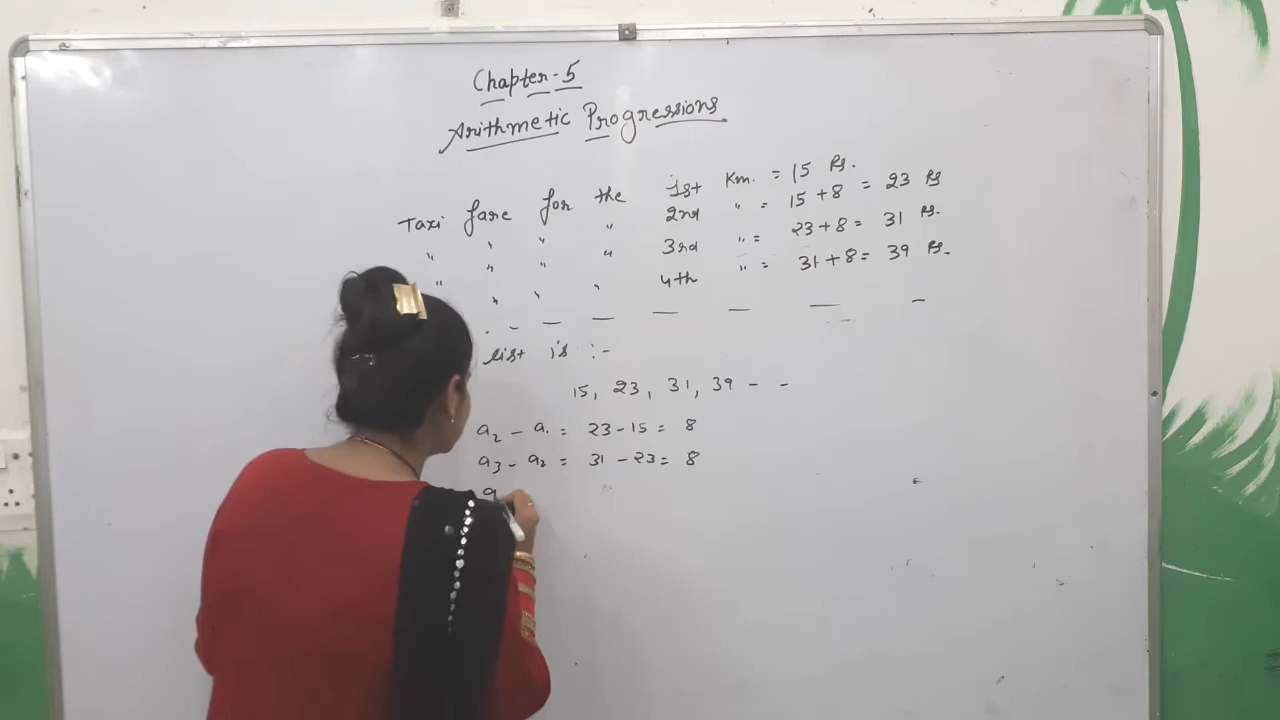 Chapter-5
Arithmetic Progressions
Taxi fare for the 1st Km. = 15 Rs.
" " " " 2nd " = 15 + 8 = 23 Rs
" " " " 3rd " = 23 + 8 = 31 Rs.
" " " 4th " = 31 + 8 = 39 Rs.
list is :-
15, 23, 31, 39 - -
a₂ - a₁ = 23 - 15 = 8
a₃ - a₂ = 31 - 23 = 8
a